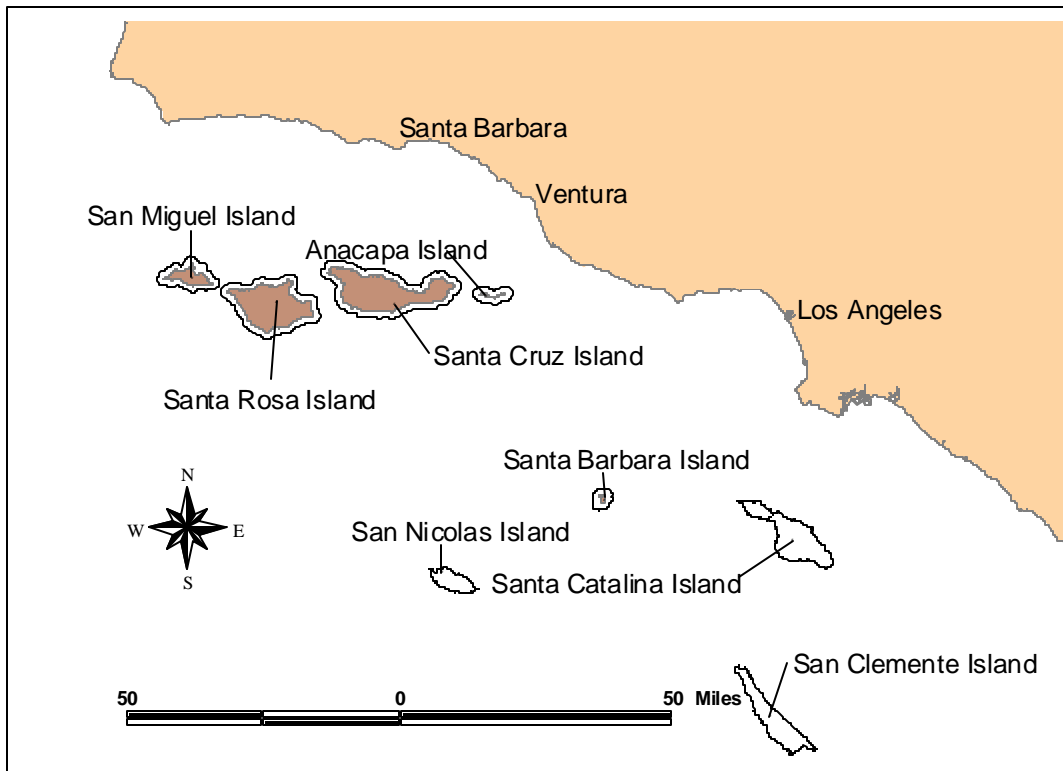 Santa Barbara
Ventura
San Miguel Island
Anacapa Island
Los Angeles
Santa Cruz Island
Santa Rosa Island
Santa Barbara Island
N
W E
S
San Nicolas Island
Santa Catalina Island
San Clemente Island
50 0 50 Miles